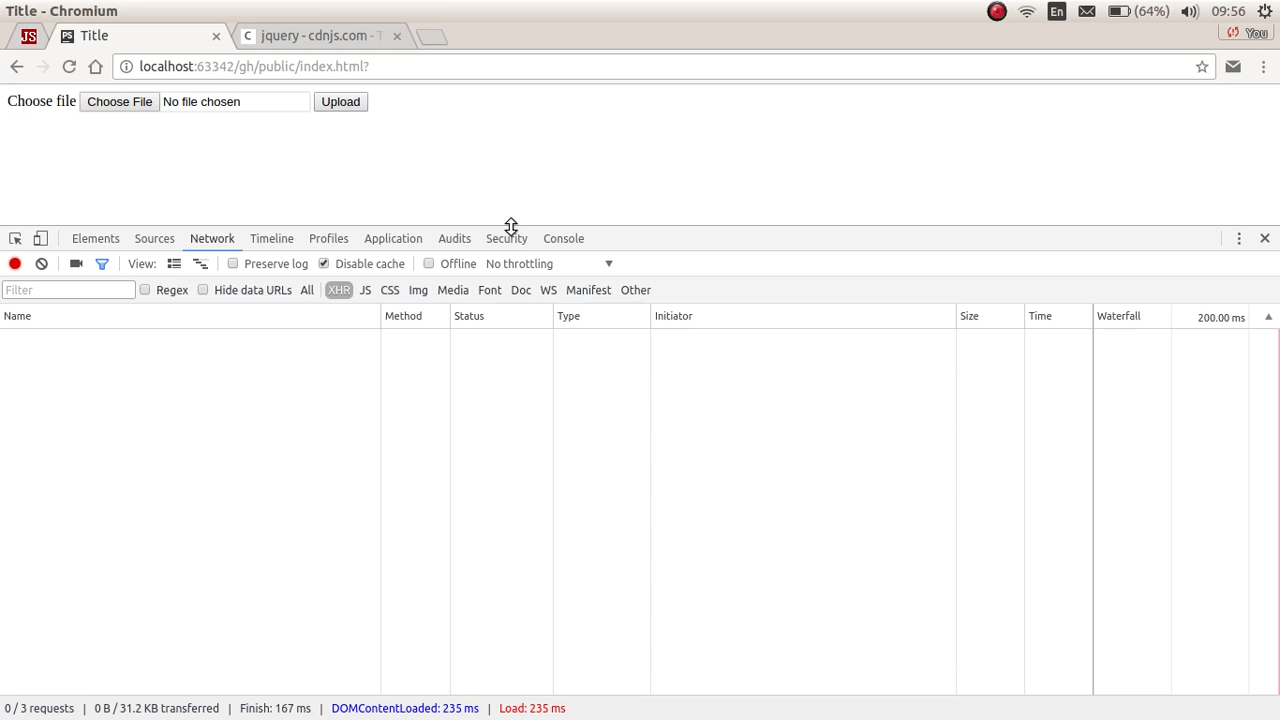 Title - Chromium
En (64%) 09:56
JS PS Title C jquery - cdnjs.com - T You
localhost:63342/gh/public/index.html?
Choose file Choose File No file chosen Upload
Elements Sources Network Timeline Profiles Application Audits Security Console
View: Preserve log Disable cache Offline No throttling
Filter Regex Hide data URLs All XHR JS CSS Img Media Font Doc WS Manifest Other
Name Method Status Type Initiator Size Time Waterfall 200.00 ms
0 / 3 requests | 0 B / 31.2 KB transferred | Finish: 167 ms | DOMContentLoaded: 235 ms | Load: 235 ms